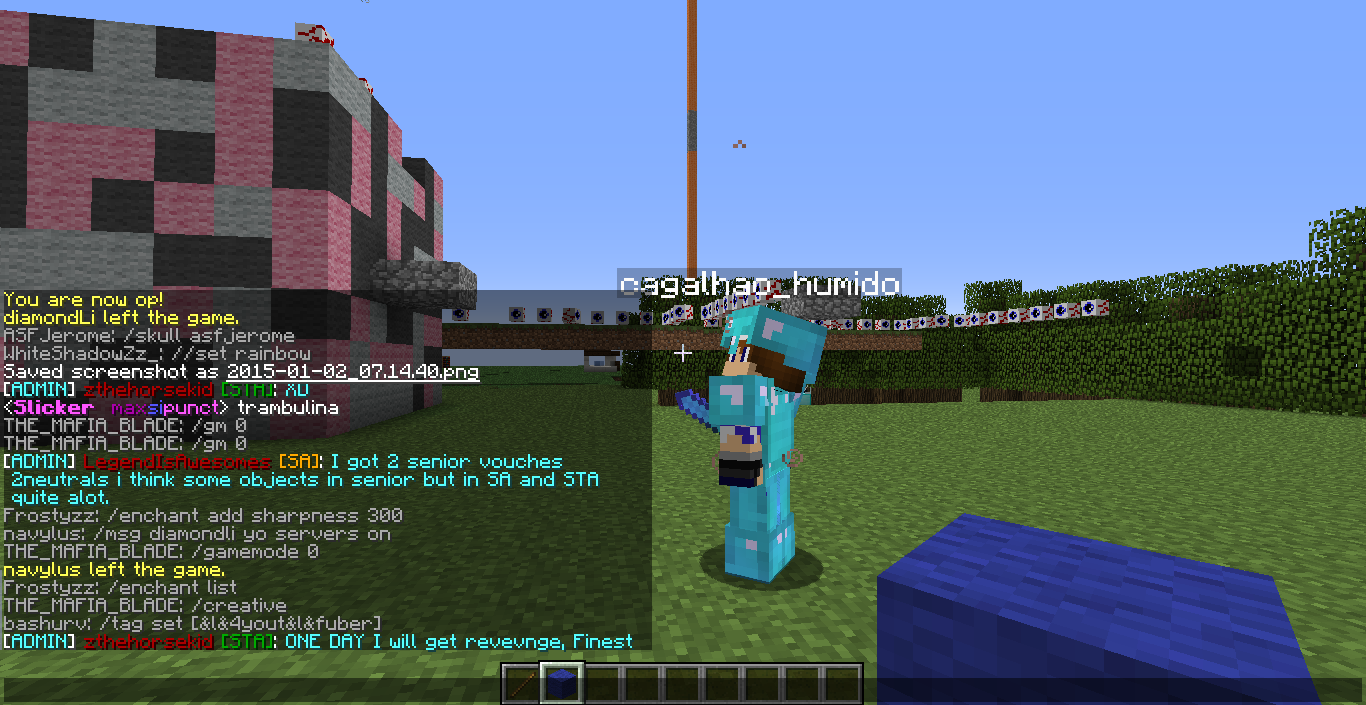 cagalhao_humido
You are now op!
diamondLi left the game.
ASFJerome: /skull asfjerome
WhiteShadowZz_: //set rainbow
Saved screenshot as 2015-01-02_07.14.40.png
[ADMIN] zthehorsekid [STA]: XD
<Slicker maxsipunct> trambulina
THE_MAFIA_BLADE: /gm 0
THE_MAFIA_BLADE: /gm 0
[ADMIN] LegendIsAwesomes [SA]: I got 2 senior vouches
2neutrals i think some objects in senior but in SA and STA
quite alot.
Frostyzz: /enchant add sharpness 300
navylus: /msg diamondli yo servers on
THE_MAFIA_BLADE: /gamemode 0
navylus left the game.
Frostyzz: /enchant list
THE_MAFIA_BLADE: /creative
bashurv: /tag set [&l&4yout&l&fuber]
[ADMIN] zthehorsekid [STA]: ONE DAY I will get revevnge, Finest